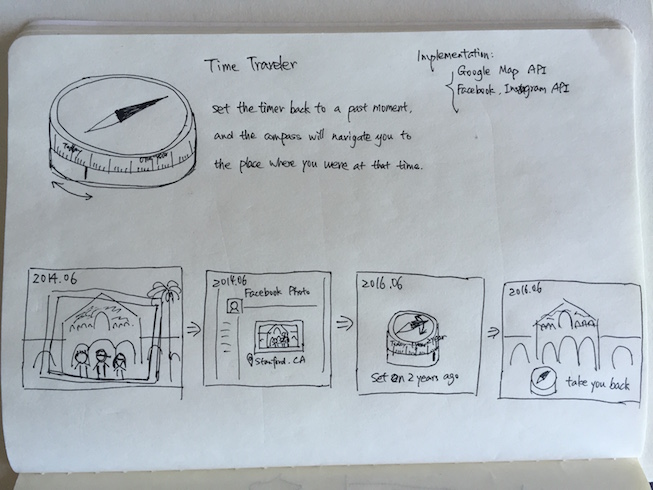 Time Traveler
set the timer back to a past moment,
and the compass will navigate you to
the place where you were at that time.
Implementation:
Google Map API
Facebook, Instagram API
Today
2014.06
2014.06
Facebook Photo
Stanford. CA
2016.06
Set on 2 years ago
2016.06
take you back